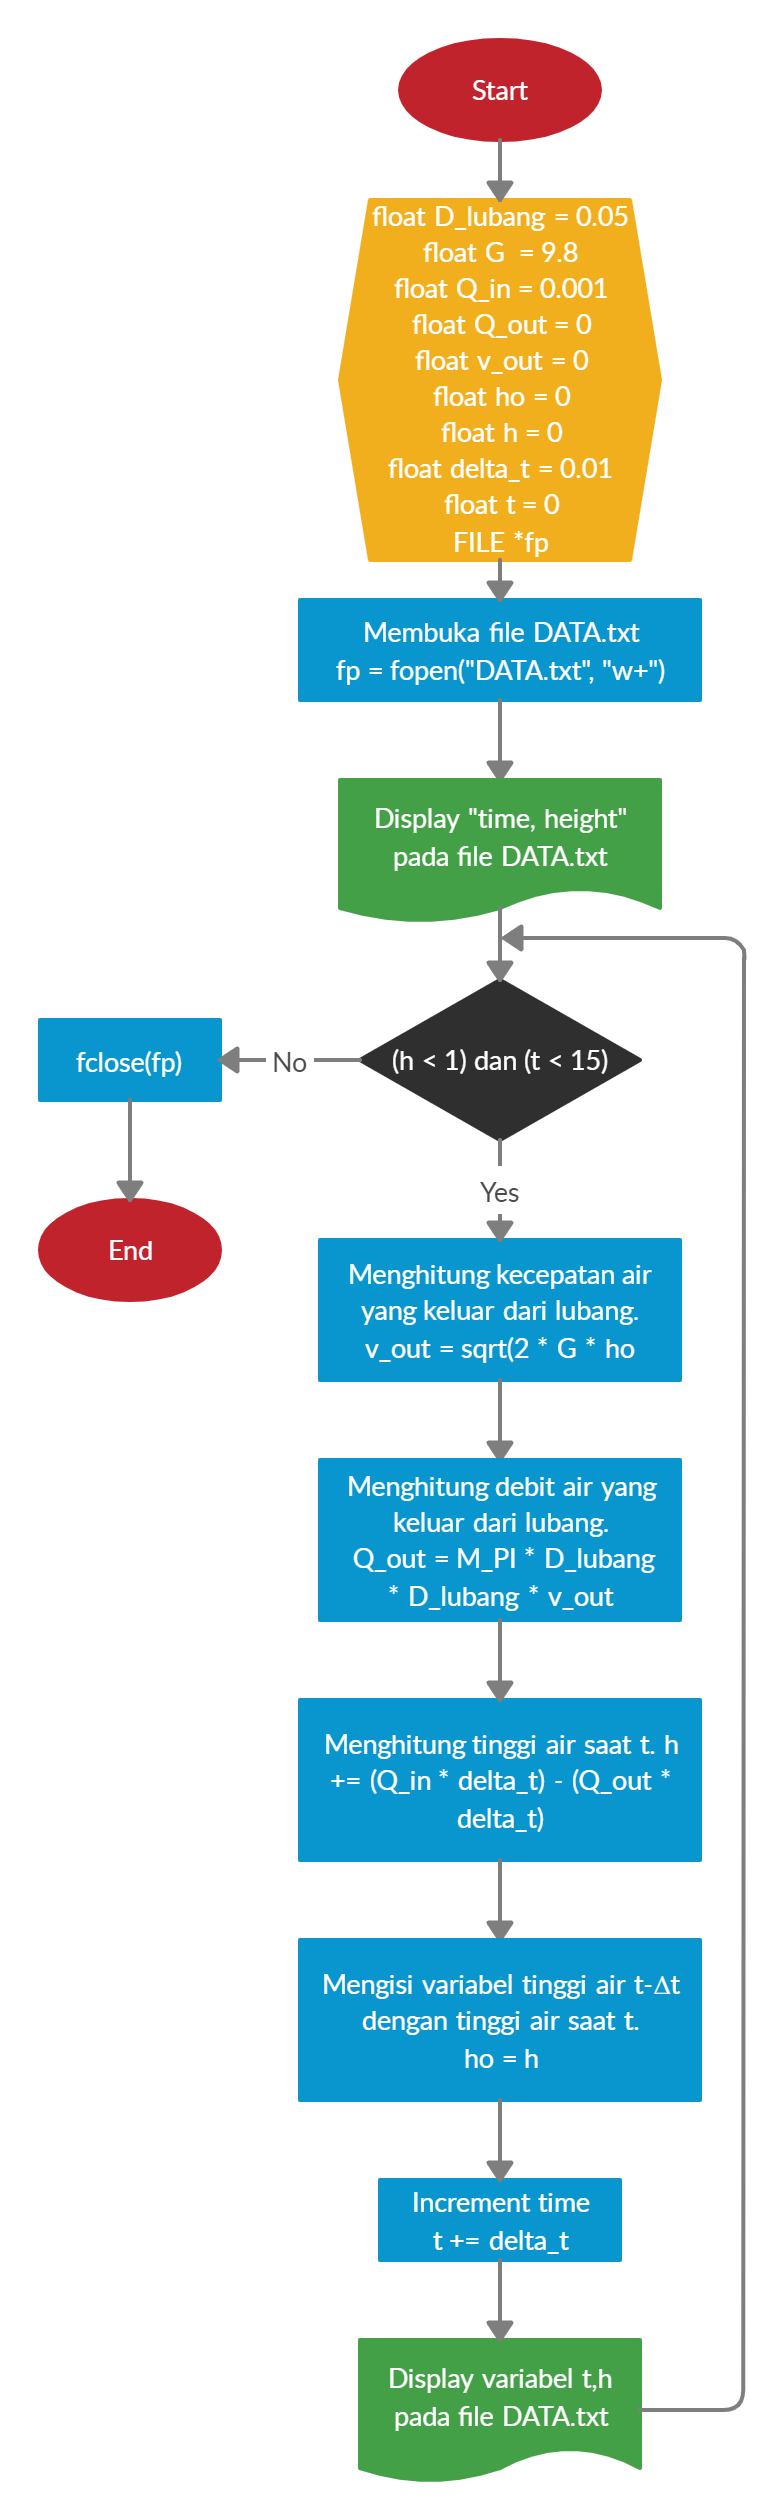 Start
float D_lubang = 0.05
float G  = 9.8
float Q_in = 0.001
float Q_out = 0
float v_out = 0
float ho = 0
float h = 0
float delta_t = 0.01
float t = 0
FILE *fp
Membuka file DATA.txt
fp = fopen("DATA.txt", "w+")
Display "time, height"
pada file DATA.txt
(h < 1) dan (t < 15)
No
fclose(fp)
End
Yes
Menghitung kecepatan air
yang keluar dari lubang.
v_out = sqrt(2 * G * ho
Menghitung debit air yang
keluar dari lubang.
Q_out = M_PI * D_lubang
* D_lubang * v_out
Menghitung tinggi air saat t. h
+= (Q_in * delta_t) - (Q_out *
delta_t)
Mengisi variabel tinggi air t-Δt
dengan tinggi air saat t.
ho = h
Increment time
t += delta_t
Display variabel t,h
pada file DATA.txt